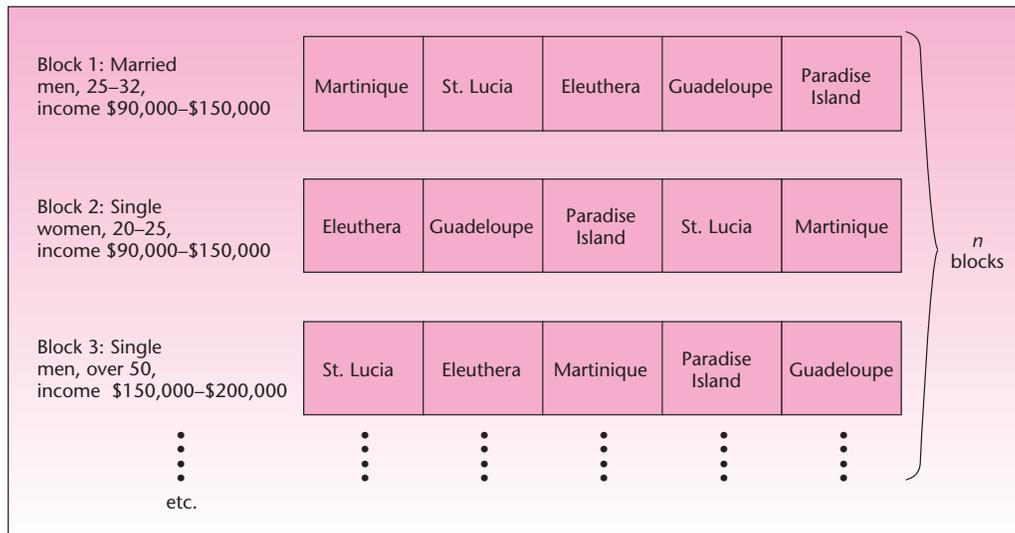 Block 1: Married
men, 25–32,
income $90,000–$150,000
Martinique
St. Lucia
Eleuthera
Guadeloupe
Paradise
Island
Block 2: Single
women, 20–25,
income $90,000–$150,000
Eleuthera
Guadeloupe
Paradise
Island
St. Lucia
Martinique
n
blocks
Block 3: Single
men, over 50,
income $150,000–$200,000
St. Lucia
Eleuthera
Martinique
Paradise
Island
Guadeloupe
etc.